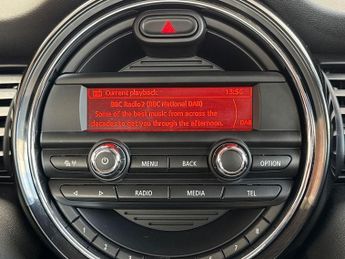 Current playback 13:56
BBC Radio 2 (BBC National DAB)
Some of the best music from across the
decades to get you through the afternoon.
DAB
MENU BACK OPTION
RADIO MEDIA TEL